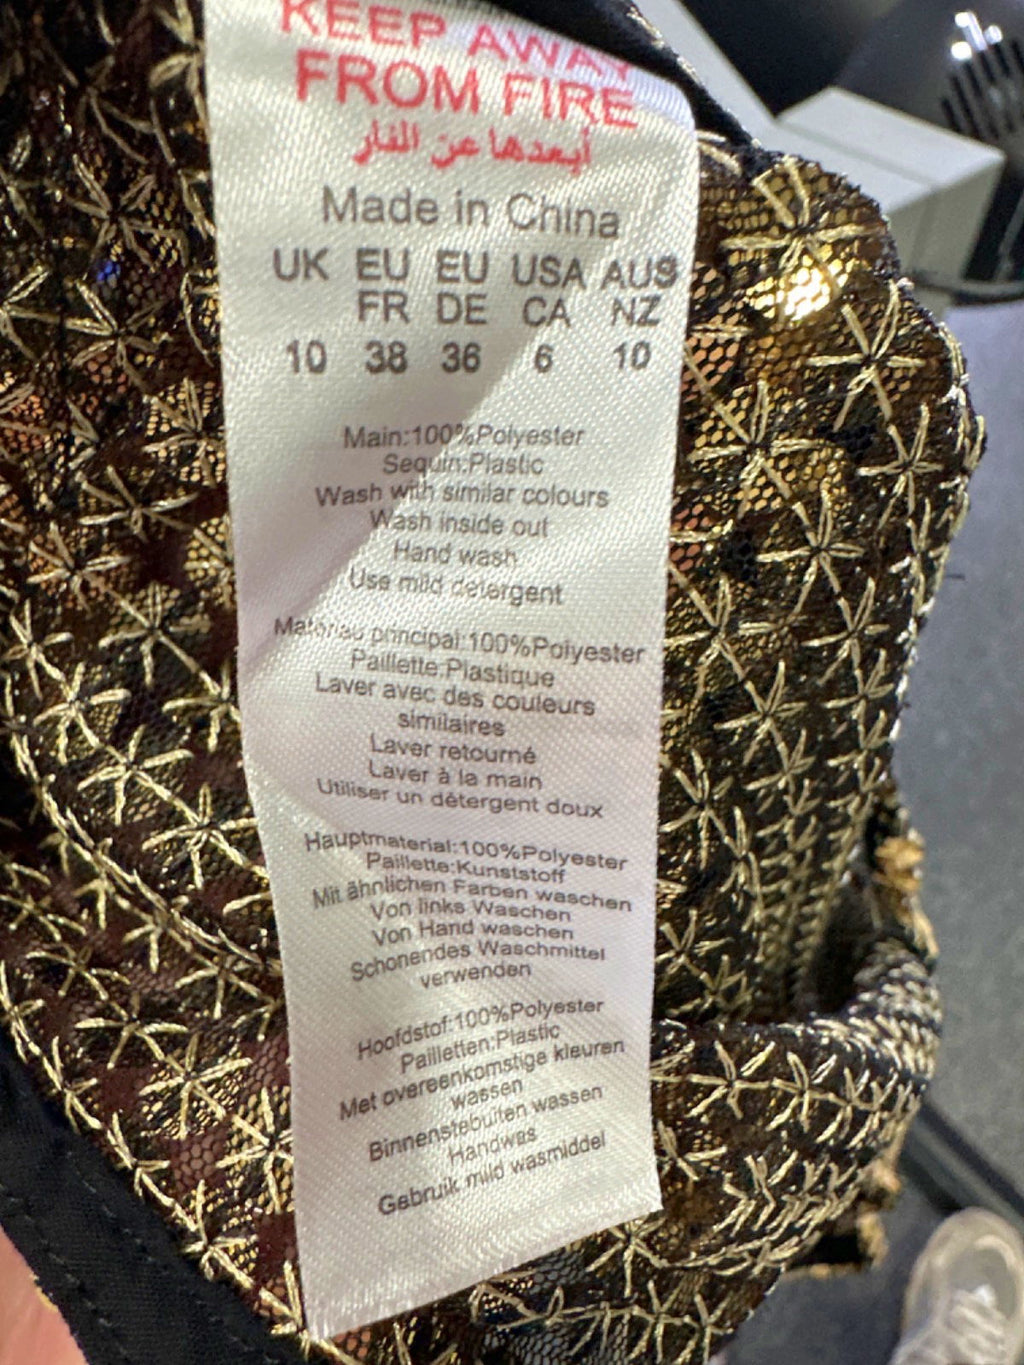 KEEP AWAY
FROM FIRE
أبعدها عن النار
Made in China
UK EU EU USA AUS
FR DE CA NZ
10 38 36 6 10
Main:100%Polyester
Sequin:Plastic
Wash with similar colours
Wash inside out
Hand wash
Use mild detergent
Materiau principal:100%Polyester
Paillette:Plastique
Laver avec des couleurs
similaires
Laver retourné
Laver à la main
Utiliser un détergent doux
Hauptmaterial:100%Polyester
Paillette:Kunststoff
Mit ähnlichen Farben waschen
Von links Waschen
Von Hand waschen
Schonendes Waschmittel
verwenden
Hoofdstof:100%Polyester
Pailletten:Plastic
Met overeenkomstige kleuren
wassen
Binnenstebuiten wassen
Handwas
Gebruik mild wasmiddel